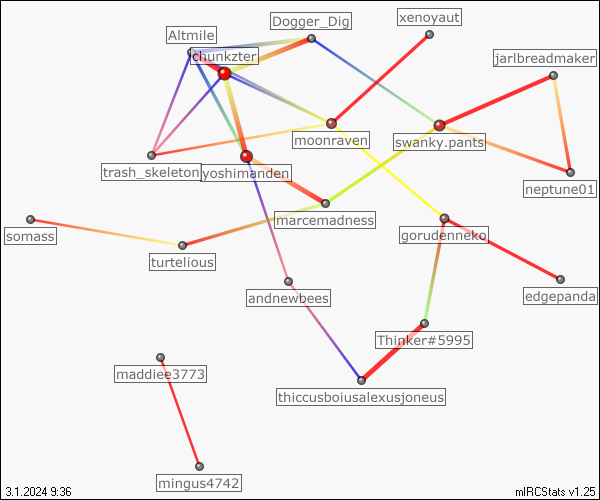 xenoyaut
Dogger_Dig
Altmile
chunkzter
jarlbreadmaker
moonraven
swanky.pants
trash_skeleton
yoshimanden
neptune01
marcemadness
somass
gorudenneko
turtelious
andnewbees
edgepanda
Thinker#5995
maddiee3773
thiccusboiusalexusjoneus
mingus4742
3.1.2024 9:36
mIRCStats v1.25